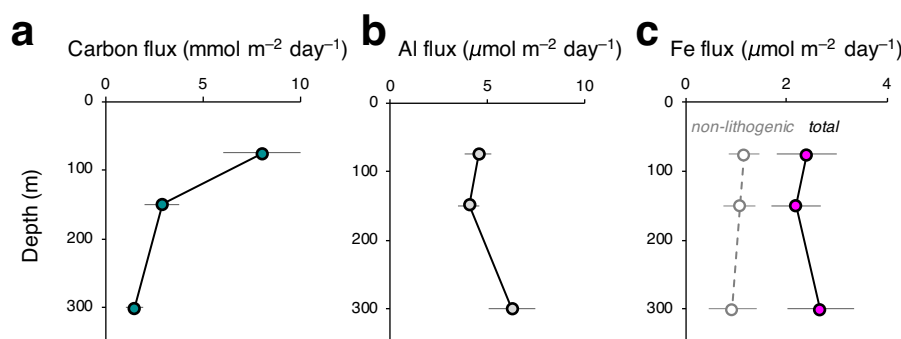 a
Carbon flux (mmol m⁻² day⁻¹)
0 5 10
0
100
200
300
Depth (m)
b
Al flux (μmol m⁻² day⁻¹)
0 5 10
0
100
200
300
c
Fe flux (μmol m⁻² day⁻¹)
0 2 4
0
non-lithogenic total
100
200
300